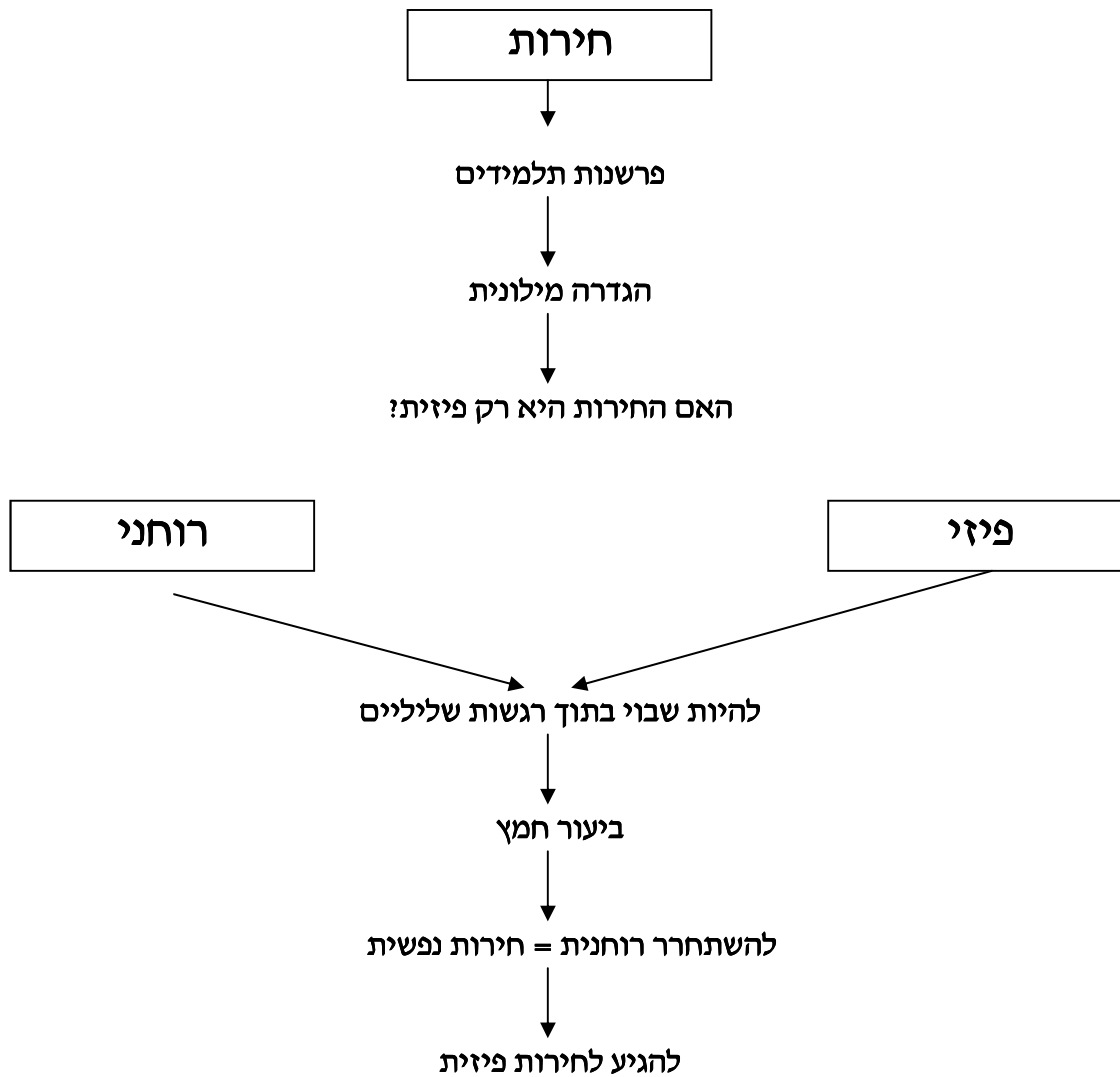 חירות
פרשנות תלמידים
הגדרה מילונית
האם החירות היא רק פיזית?
פיזי
רוחני
להיות שבוי בתוך רגשות שליליים
ביעור חמץ
להשתחרר רוחנית = חירות נפשית
להגיע לחירות פיזית